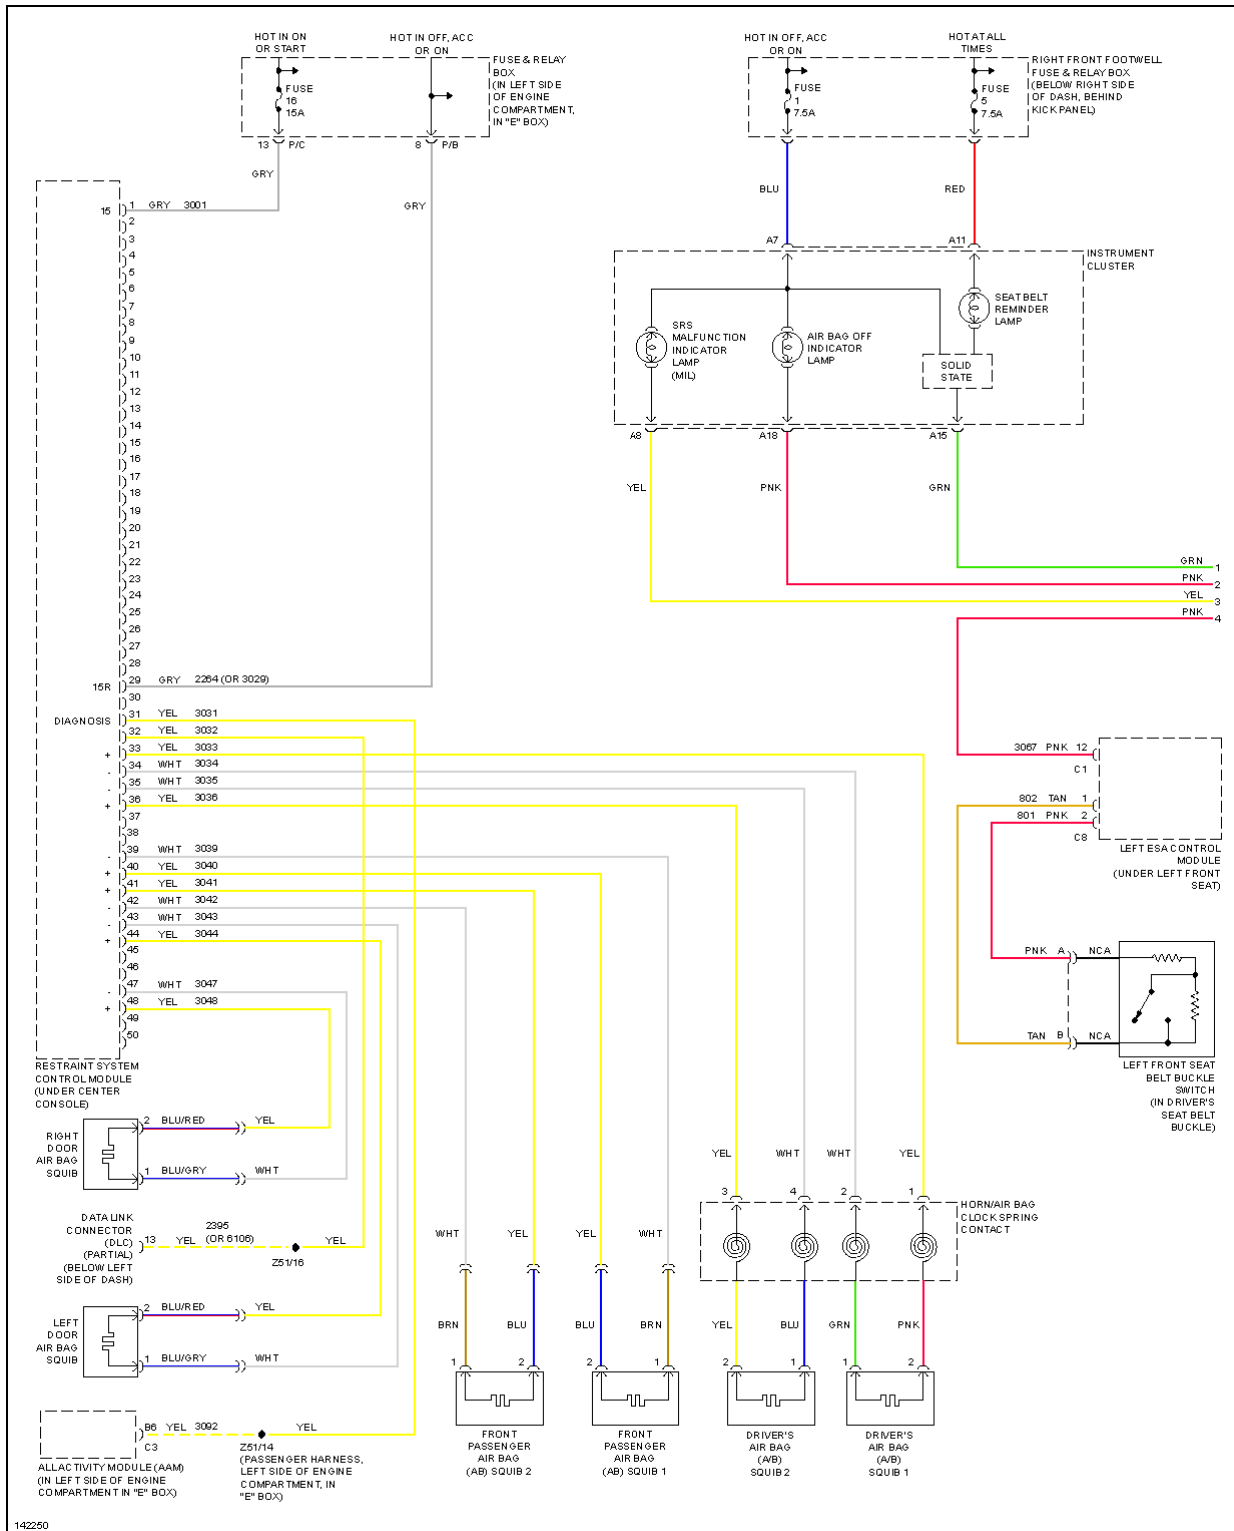 HOT IN ON
OR START
HOT IN OFF, ACC
OR ON
FUSE
16
15A
FUSE & RELAY
BOX
(IN LEFT SIDE
OF ENGINE
COMPARTMENT,
IN "E" BOX)
13 P/C
8 P/B
GRY
GRY
HOT IN OFF, ACC
OR ON
HOT AT ALL
TIMES
FUSE
1
7.5A
FUSE
5
7.5A
RIGHT FRONT FOOTWELL
FUSE & RELAY BOX
(BELOW RIGHT SIDE
OF DASH, BEHIND
KICK PANEL)
BLU
RED
A7
A11
INSTRUMENT
CLUSTER
SEAT BELT
REMINDER
LAMP
SRS
MALFUNCTION
INDICATOR
LAMP
(MIL)
AIR BAG OFF
INDICATOR
LAMP
SOLID
STATE
A8
A18
A15
YEL
PNK
GRN
GRN 1
PNK 2
YEL 3
PNK 4
15 1 GRY 3001
2
3
4
5
6
7
8
9
10
11
12
13
14
15
16
17
18
19
20
21
22
23
24
25
26
27
28
15R 29 GRY 2264 (OR 3029)
30
DIAGNOSIS 31 YEL 3031
32 YEL 3032
+ 33 YEL 3033
- 34 WHT 3034
- 35 WHT 3035
+ 36 YEL 3036
37
38
- 39 WHT 3039
+ 40 YEL 3040
+ 41 YEL 3041
- 42 WHT 3042
- 43 WHT 3043
+ 44 YEL 3044
45
46
- 47 WHT 3047
+ 48 YEL 3048
49
50
RESTRAINT SYSTEM
CONTROL MODULE
(UNDER CENTER
CONSOLE)
3067 PNK 12
C1
802 TAN 1
801 PNK 2
C8
LEFT ESA CONTROL
MODULE
(UNDER LEFT FRONT
SEAT)
PNK A NCA
TAN B NCA
LEFT FRONT SEAT
BELT BUCKLE
SWITCH
(IN DRIVER'S
SEAT BELT
BUCKLE)
RIGHT
DOOR
AIR BAG
SQUIB
2 BLU/RED YEL
1 BLU/GRY WHT
DATA LINK
CONNECTOR
(DLC)
(PARTIAL)
(BELOW LEFT
SIDE OF DASH)
13 YEL 2395
(OR 6106)
YEL
Z51/16
LEFT
DOOR
AIR BAG
SQUIB
2 BLU/RED YEL
1 BLU/GRY WHT
B6 YEL 3092 YEL
C3
ALL ACTIVITY MODULE (AAM)
(IN LEFT SIDE OF ENGINE
COMPARTMENT IN "E" BOX)
Z51/14
(PASSENGER HARNESS,
LEFT SIDE OF ENGINE
COMPARTMENT, IN
"E" BOX)
WHT YEL YEL WHT
BRN BLU BLU BRN
1 2 2 1
FRONT
PASSENGER
AIR BAG
(AB) SQUIB 2
FRONT
PASSENGER
AIR BAG
(AB) SQUIB 1
YEL WHT WHT YEL
3 4 2 1
HORN/AIR BAG
CLOCK SPRING
CONTACT
YEL BLU GRN PNK
2 1 1 2
DRIVER'S
AIR BAG
(A/B)
SQUIB 2
DRIVER'S
AIR BAG
(A/B)
SQUIB 1
142250